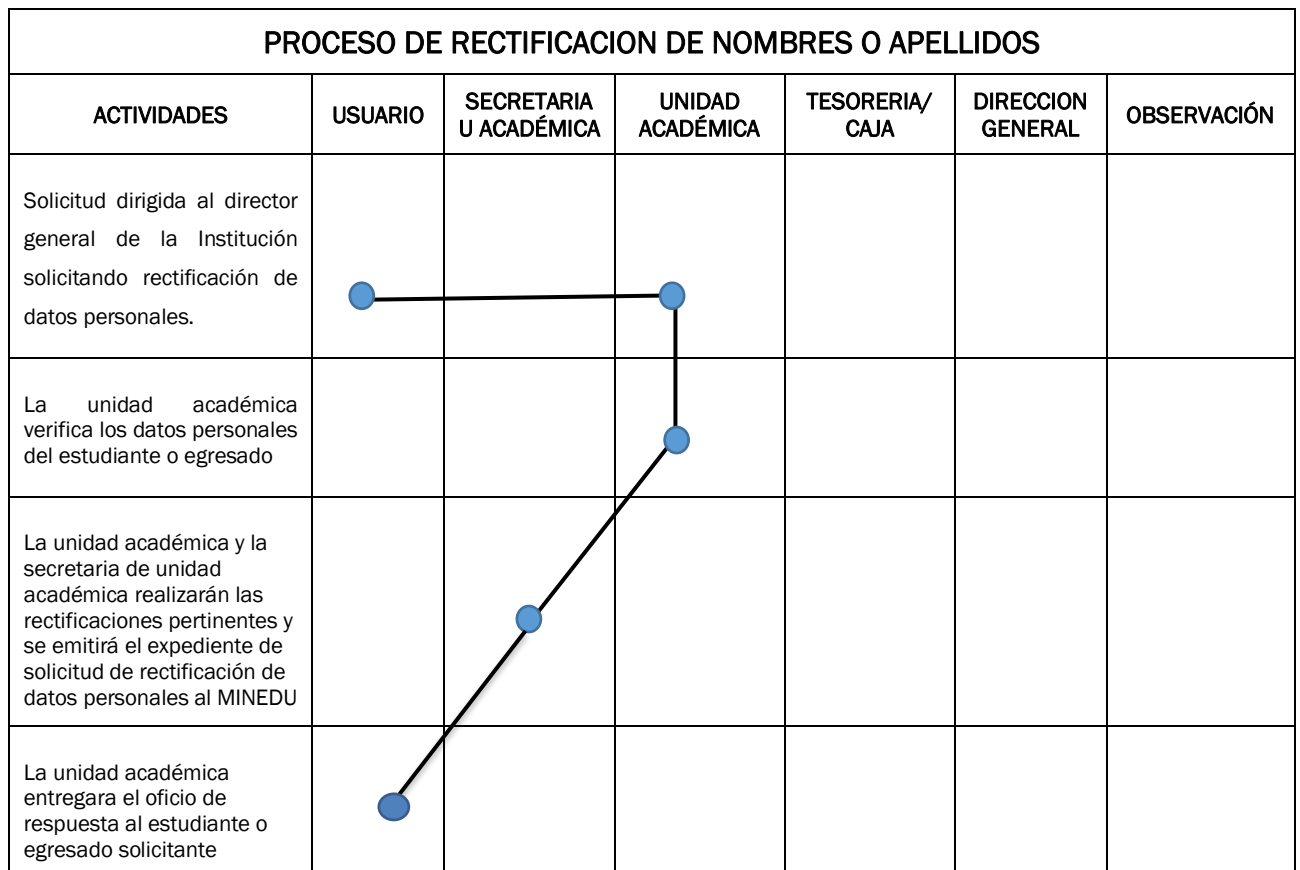 PROCESO DE RECTIFICACION DE NOMBRES O APELLIDOS
ACTIVIDADES
USUARIO
SECRETARIA
U ACADÉMICA
UNIDAD
ACADÉMICA
TESORERIA/
CAJA
DIRECCION
GENERAL
OBSERVACIÓN
Solicitud dirigida al director
general de la Institución
solicitando rectificación de
datos personales.
La unidad académica
verifica los datos personales
del estudiante o egresado
La unidad académica y la
secretaria de unidad
académica realizarán las
rectificaciones pertinentes y
se emitirá el expediente de
solicitud de rectificación de
datos personales al MINEDU
La unidad académica
entregara el oficio de
respuesta al estudiante o
egresado solicitante